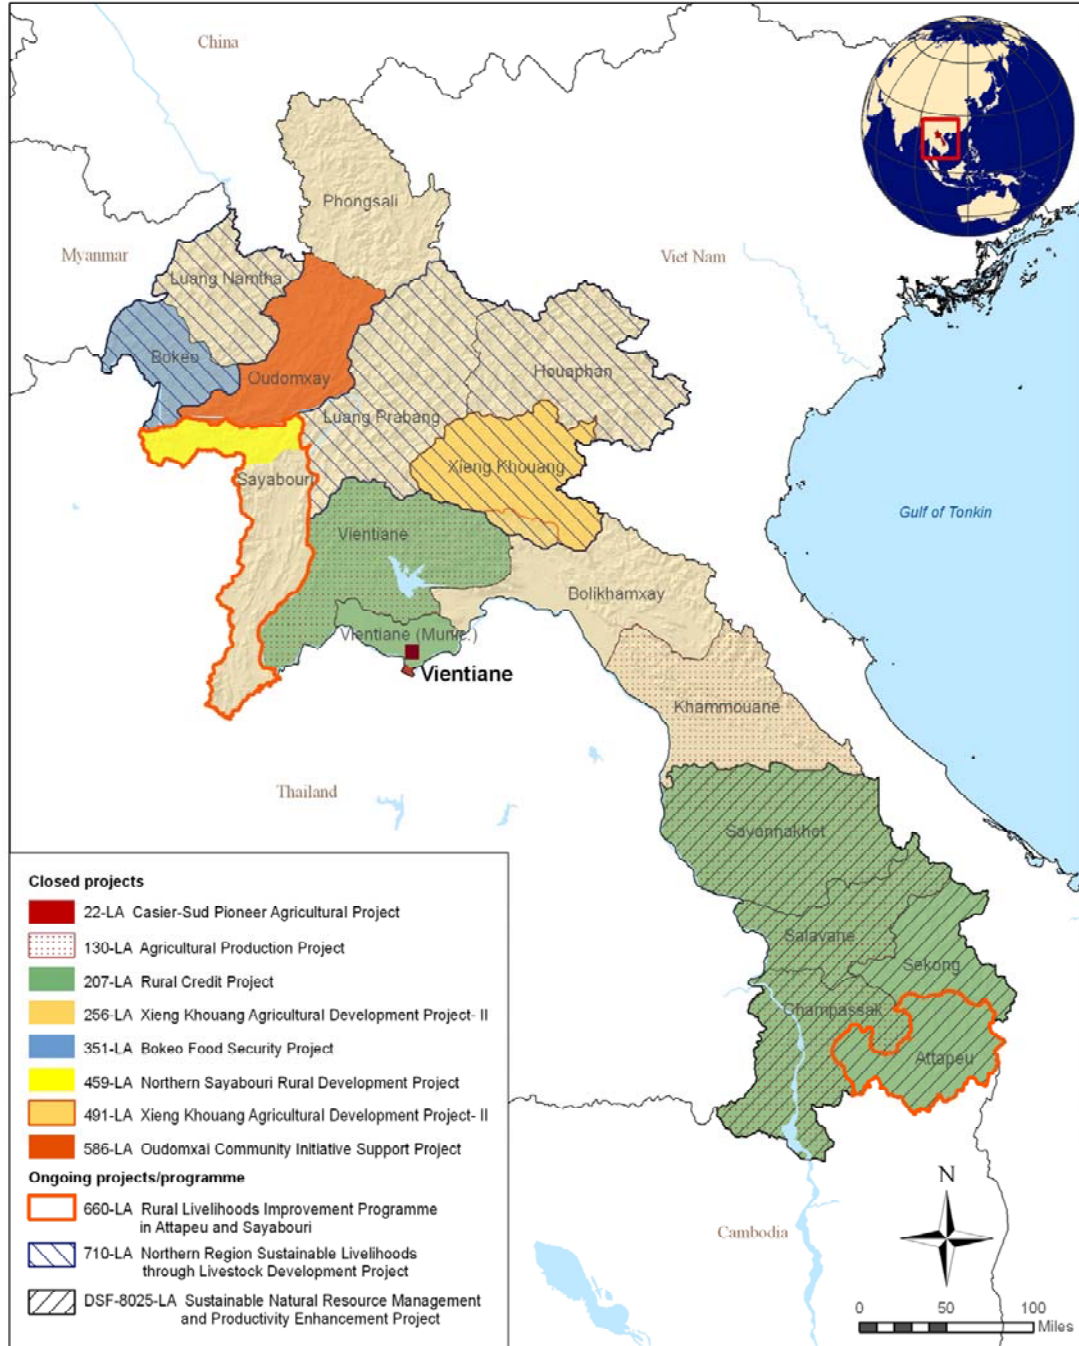 China
Phongsali
Myanmar
Viet Nam
Luang Namtha
Bokeo
Oudomxay
Houaphan
Luang Prabang
Xieng Khouang
Sayabouri
Vientiane
Gulf of Tonkin
Bolikhamxay
Vientiane (Munic.)
Vientiane
Khammouane
Thailand
Savannakhet
Salavane
Sekong
Champassak
Attapeu
Cambodia
N
0 50 100
Miles
Closed projects
22-LA Casier-Sud Pioneer Agricultural Project
130-LA Agricultural Production Project
207-LA Rural Credit Project
256-LA Xieng Khouang Agricultural Development Project- II
351-LA Bokeo Food Security Project
459-LA Northern Sayabouri Rural Development Project
491-LA Xieng Khouang Agricultural Development Project- II
586-LA Oudomxai Community Initiative Support Project
Ongoing projects/programme
660-LA Rural Livelihoods Improvement Programme
in Attapeu and Sayabouri
710-LA Northern Region Sustainable Livelihoods
through Livestock Development Project
DSF-8025-LA Sustainable Natural Resource Management
and Productivity Enhancement Project